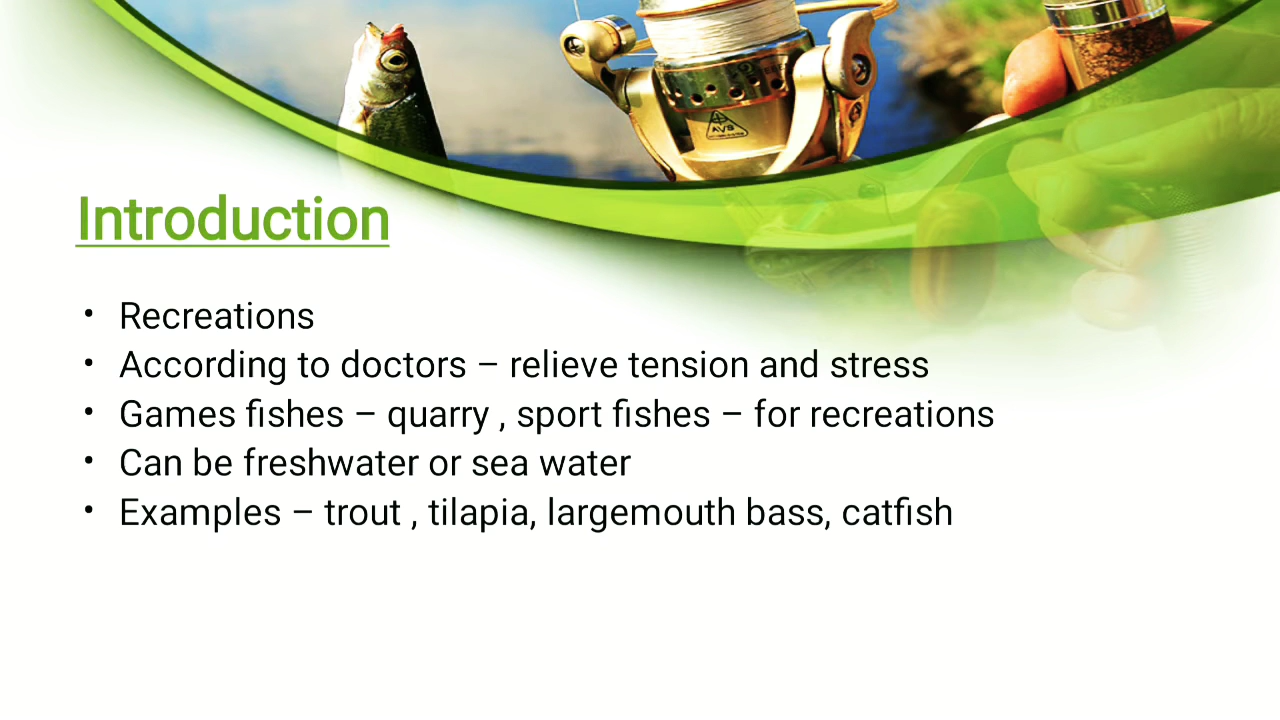 AVS
Introduction
• Recreations
• According to doctors – relieve tension and stress
• Games fishes – quarry , sport fishes – for recreations
• Can be freshwater or sea water
• Examples – trout , tilapia, largemouth bass, catfish